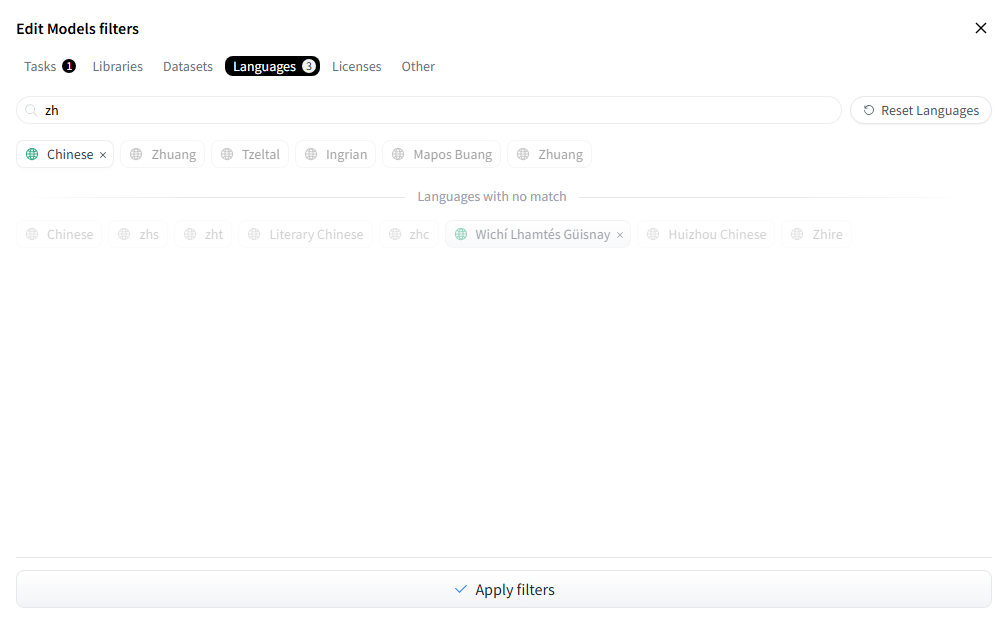 Edit Models filters
Tasks 1 Libraries Datasets Languages 3 Licenses Other
zh Reset Languages
Chinese × Zhuang Tzeltal Ingrian Mapos Buang Zhuang
Languages with no match
Chinese zhs zht Literary Chinese zhc Wichí Lhamtés Güisnay × Huizhou Chinese Zhire
Apply filters